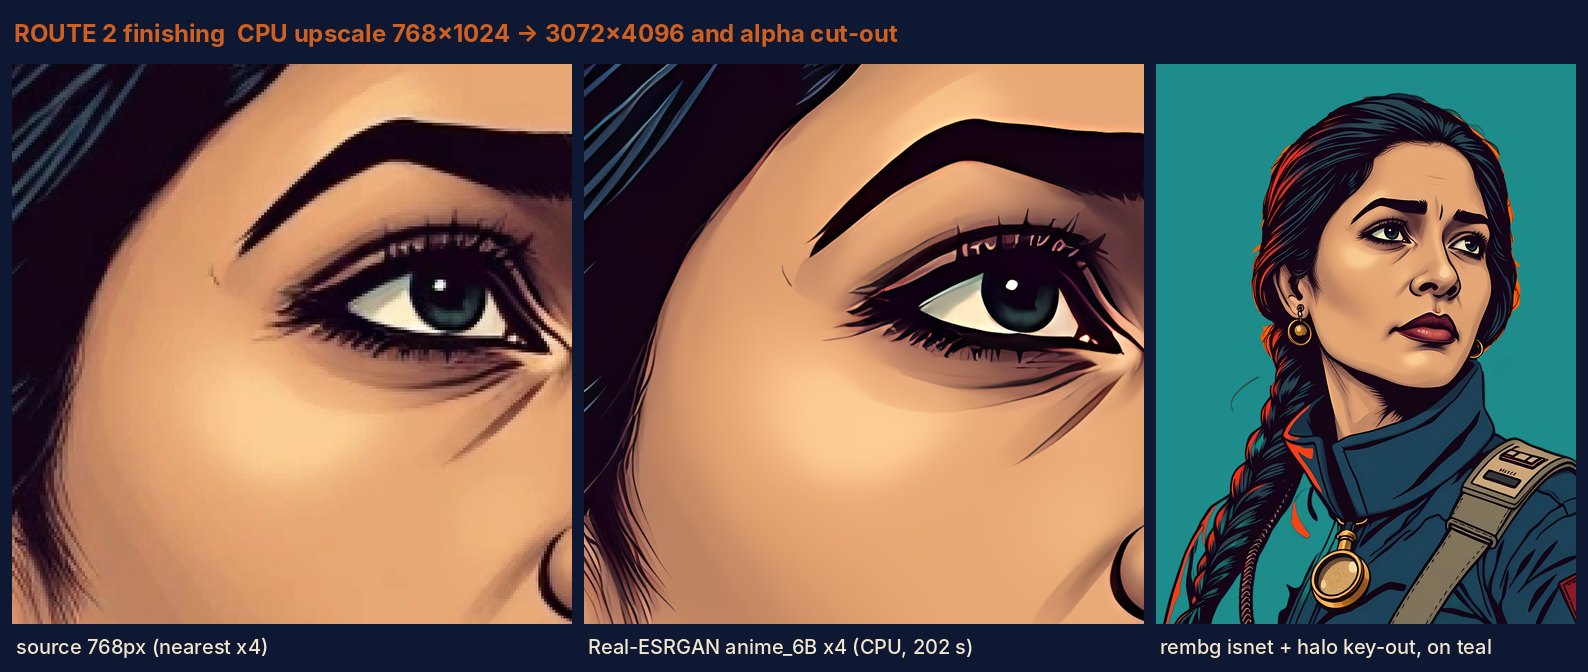 ROUTE 2 finishing  CPU upscale 768×1024 → 3072×4096 and alpha cut-out
source 768px (nearest x4)
Real-ESRGAN anime_6B x4 (CPU, 202 s)
rembg isnet + halo key-out, on teal